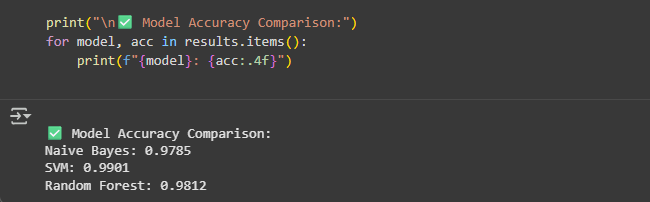 print("\n✅ Model Accuracy Comparison:")
for model, acc in results.items():
    print(f"{model}: {acc:.4f}")
✅ Model Accuracy Comparison:
Naive Bayes: 0.9785
SVM: 0.9901
Random Forest: 0.9812